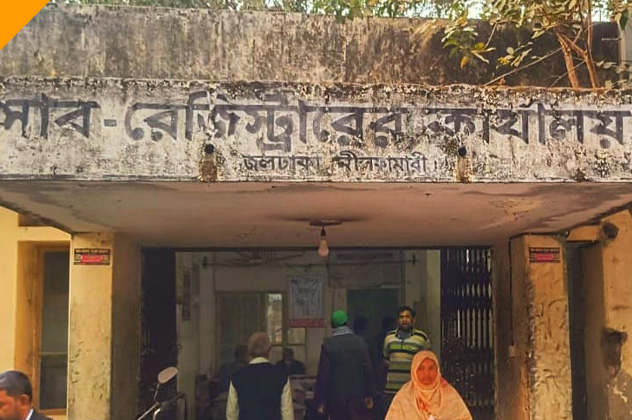 সাব-রেজিস্ট্রারের কার্যালয়
জলঢাকা নীলফামারী।